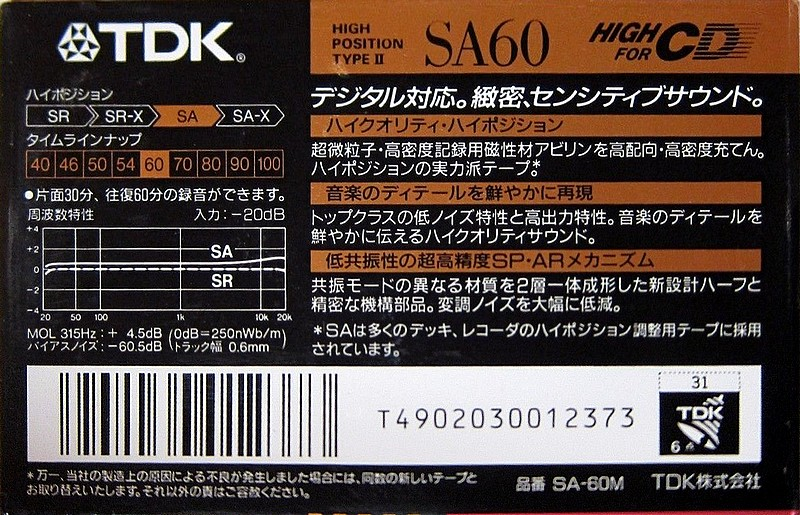 TDK®
HIGH
POSITION
TYPE II
SA60
HIGH
FOR CD
ハイポジション
SR SR-X SA SA-X
タイムラインナップ
40 46 50 54 60 70 80 90 100
●片面30分、往復60分の録音ができます。
周波数特性 入力:−20dB
+4
+2
0
−2
−4
SA
SR
20 50 100 1k 10k 20k
MOL 315Hz:+ 4.5dB (0dB=250nWb/m)
バイアスノイズ:−60.5dB (トラック幅 0.6mm)
デジタル対応。緻密、センシティブサウンド。
ハイクオリティ・ハイポジション
超微粒子・高密度記録用磁性材アビリンを高配向・高密度充てん。
ハイポジションの実力派テープ。*
音楽のディテールを鮮やかに再現
トップクラスの低ノイズ特性と高出力特性。音楽のディテールを
鮮やかに伝えるハイクオリティサウンド。
低共振性の超高精度SP・ARメカニズム
共振モードの異なる材質を2層一体成形した新設計ハーフと
精密な機構部品。変調ノイズを大幅に低減。
*SAは多くのデッキ、レコーダのハイポジション調整用テープに採用
されています。
T4902030012373
31
TDK
6
*万一、当社の製造上の原因による不良が発生しました場合には、同数の新しいテープと
お取り替えいたします。それ以外の責はご容赦ください。
品番 SA-60M TDK株式会社